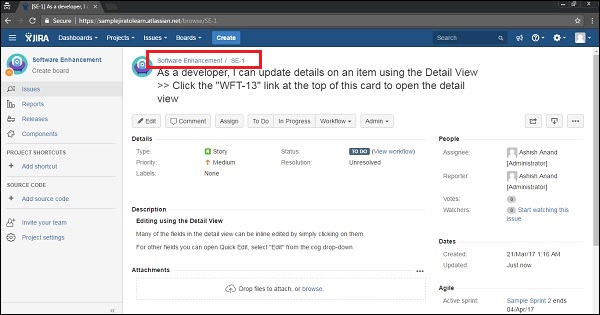 [SE-1] As a developer, I c
Secure
https://samplejiratolearn.atlassian.net/browse/SE-1
JIRA Dashboards Projects Issues Boards Create Search
Software Enhancement
Create board
Issues
Reports
Releases
Components
PROJECT SHORTCUTS
Add shortcut
SOURCE CODE
Add source code
Invite your team
Project settings
Software Enhancement / SE-1
As a developer, I can update details on an item using the Detail View
>> Click the "WFT-13" link at the top of this card to open the detail
view
Edit Comment Assign To Do In Progress Workflow Admin
Details
Type: Story Status: TO DO (View workflow)
Priority: Medium Resolution: Unresolved
Labels: None
Description
Editing using the Detail View
Many of the fields in the detail view can be inline edited by simply clicking on them.
For other fields you can open Quick Edit, select "Edit" from the cog drop-down.
Attachments
Drop files to attach, or browse.
People
Assignee: Ashish Anand
[Administrator]
Reporter: Ashish Anand
[Administrator]
Votes: 0
Watchers: 0 Start watching this
issue
Dates
Created: 21/Mar/17 1:16 AM
Updated: Just now
Agile
Active sprint: Sample Sprint 2 ends
04/Apr/17